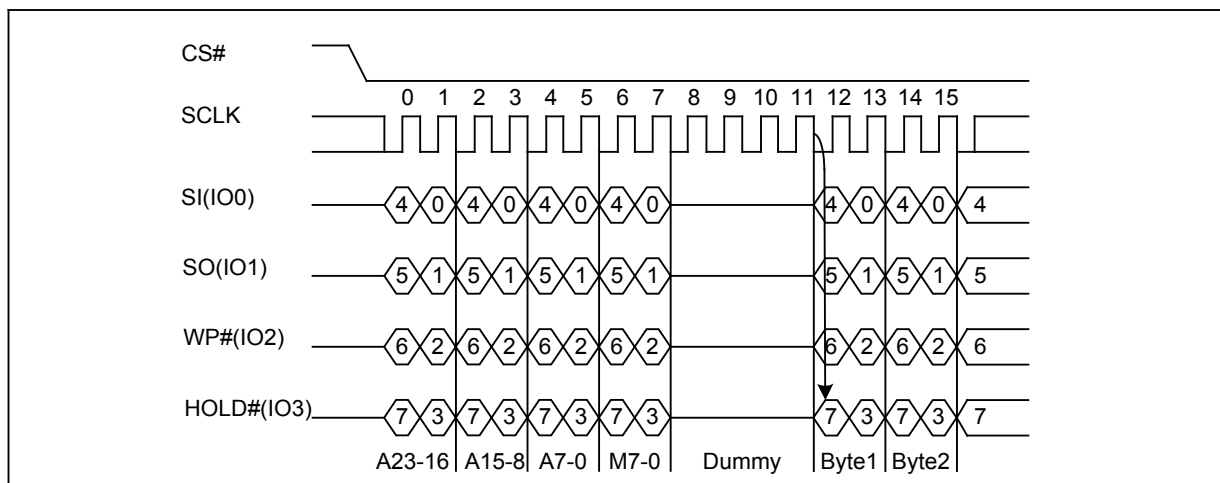 CS#
0 1 2 3 4 5 6 7 8 9 10 11 12 13 14 15
SCLK
SI(IO0) 4 0 4 0 4 0 4 0 4 0 4 0 4
SO(IO1) 5 1 5 1 5 1 5 1 5 1 5 1 5
WP#(IO2) 6 2 6 2 6 2 6 2 6 2 6 2 6
HOLD#(IO3) 7 3 7 3 7 3 7 3 7 3 7 3 7
A23-16 A15-8 A7-0 M7-0 Dummy Byte1 Byte2